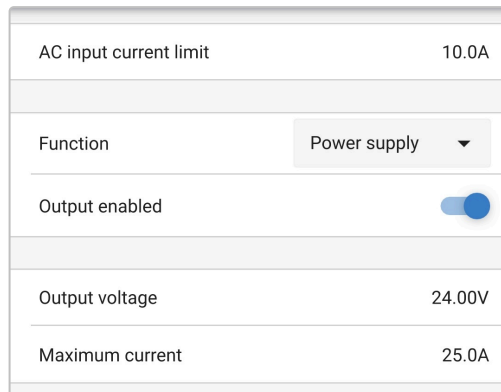 AC input current limit 10.0A
Function Power supply
Output enabled
Output voltage 24.00V
Maximum current 25.0A